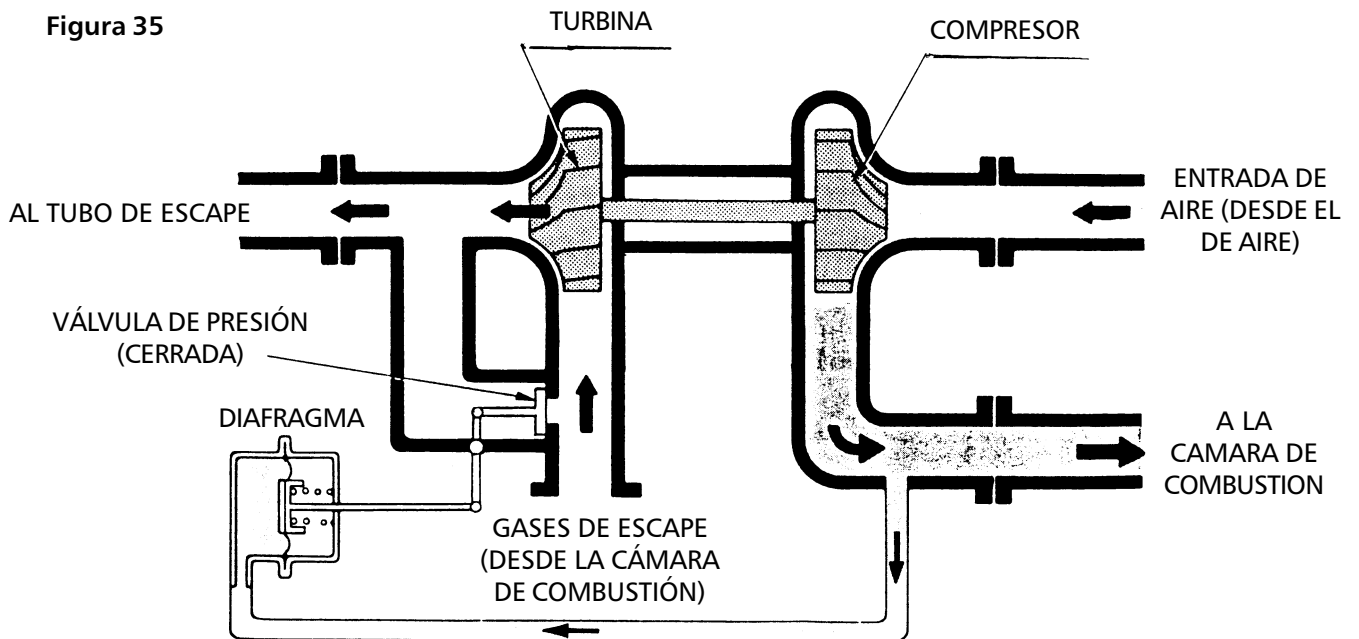 Figura 35
TURBINA
COMPRESOR
AL TUBO DE ESCAPE
ENTRADA DE
AIRE (DESDE EL
DE AIRE)
VÁLVULA DE PRESIÓN
(CERRADA)
DIAFRAGMA
GASES DE ESCAPE
(DESDE LA CÁMARA
DE COMBUSTIÓN)
A LA
CAMARA DE
COMBUSTION